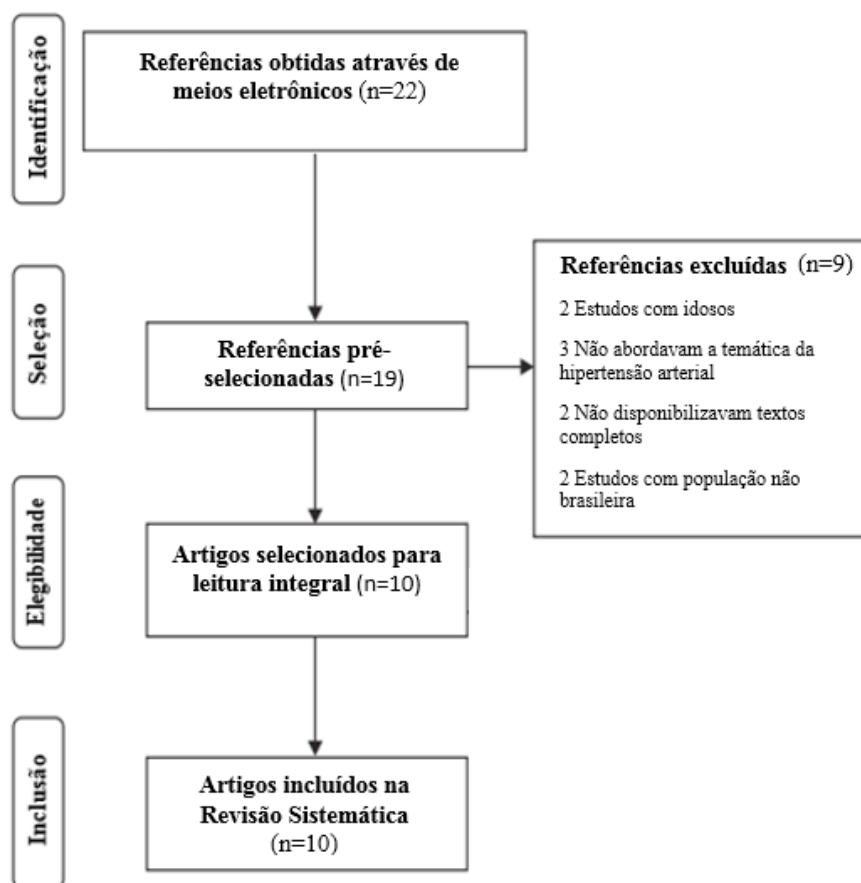 Identificação
Referências obtidas através de
meios eletrônicos (n=22)
Seleção
Referências pré-
selecionadas (n=19)
Referências excluídas (n=9)
2 Estudos com idosos
3 Não abordavam a temática da
hipertensão arterial
2 Não disponibilizavam textos
completos
2 Estudos com população não
brasileira
Elegibilidade
Artigos selecionados para
leitura integral (n=10)
Inclusão
Artigos incluídos na
Revisão Sistemática
(n=10)